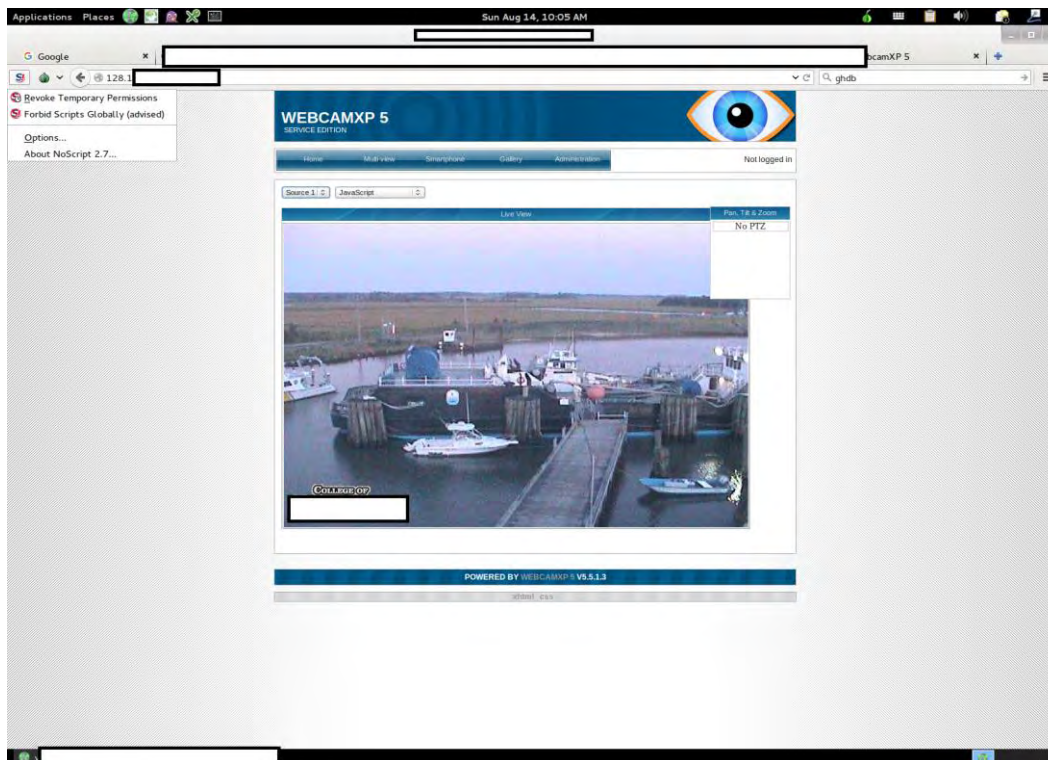 Applications Places Sun Aug 14, 10:05 AM
Google
bcamXP 5
128.1
ghdb
Revoke Temporary Permissions
Forbid Scripts Globally (advised)
Options...
About NoScript 2.7...
WEBCAMXP 5
SERVICE EDITION
Home Multi view Smartphone Gallery Administration Not logged in
Source 1 JavaScript
Live View
Pan, Tilt & Zoom
No PTZ
COLLEGE OF
POWERED BY WEBCAMXP 5 V5.5.1.3
about css